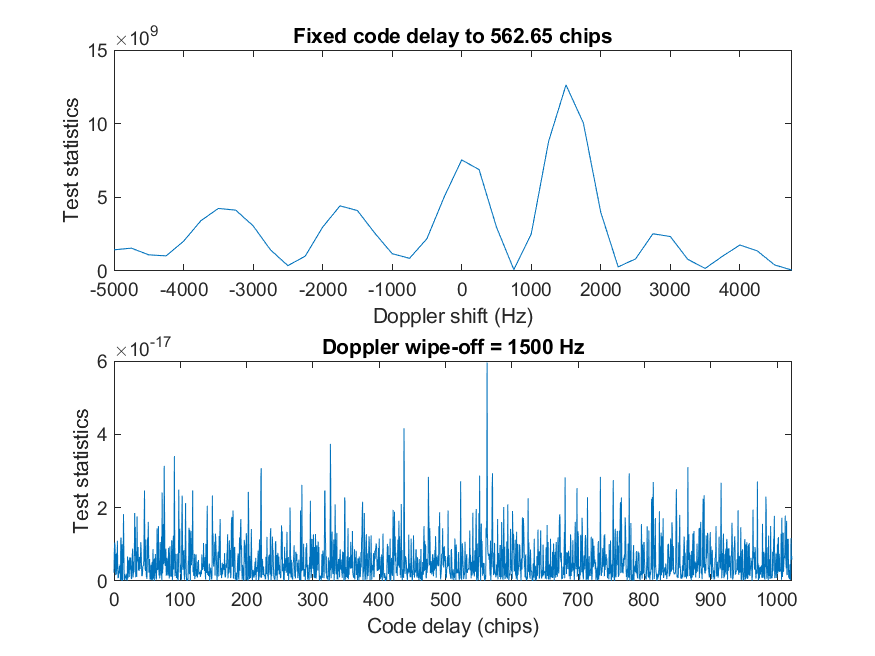 Fixed code delay to 562.65 chips
×10^9
15
10
5
0
Test statistics
-5000 -4000 -3000 -2000 -1000 0 1000 2000 3000 4000
Doppler shift (Hz)
Doppler wipe-off = 1500 Hz
×10^-17
6
4
2
0
Test statistics
0 100 200 300 400 500 600 700 800 900 1000
Code delay (chips)